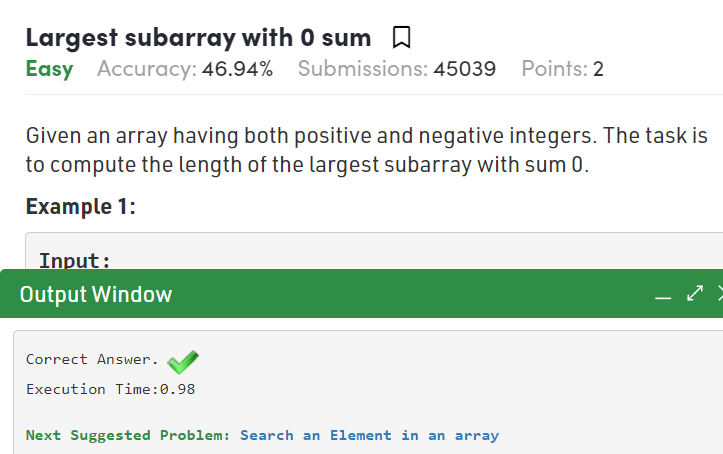 Largest subarray with 0 sum
Easy Accuracy: 46.94% Submissions: 45039 Points: 2
Given an array having both positive and negative integers. The task is
to compute the length of the largest subarray with sum 0.
Example 1:
Input:
Output Window
Correct Answer.
Execution Time:0.98
Next Suggested Problem: Search an Element in an array